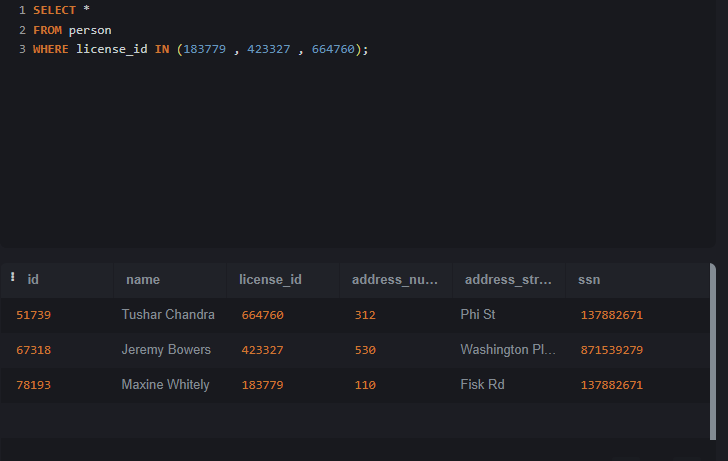 1 SELECT *
2 FROM person
3 WHERE license_id IN (183779 , 423327 , 664760);
id name license_id address_nu... address_str... ssn
51739 Tushar Chandra 664760 312 Phi St 137882671
67318 Jeremy Bowers 423327 530 Washington Pl... 871539279
78193 Maxine Whitely 183779 110 Fisk Rd 137882671